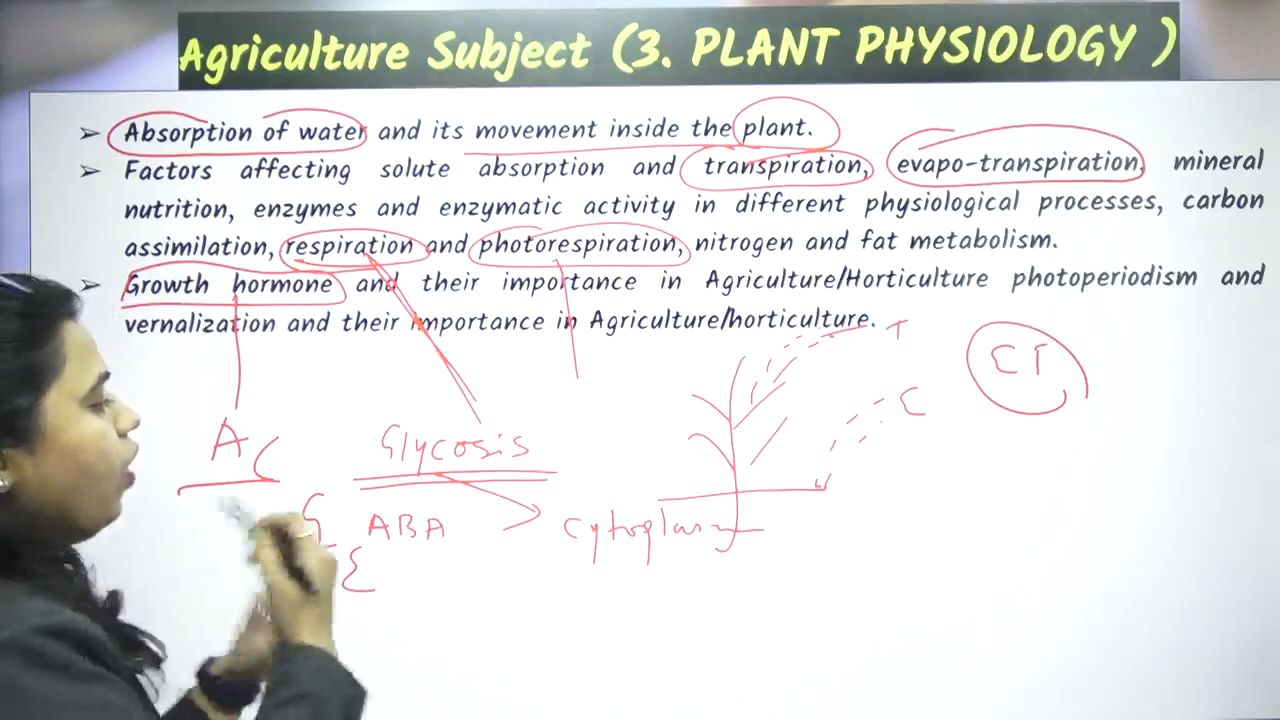 Agriculture Subject (3. PLANT PHYSIOLOGY )
➢ Absorption of water and its movement inside the plant.
➢ Factors affecting solute absorption and transpiration, evapo-transpiration, mineral
nutrition, enzymes and enzymatic activity in different physiological processes, carbon
assimilation, respiration and photorespiration, nitrogen and fat metabolism.
➢ Growth hormone and their importance in Agriculture/Horticulture photoperiodism and
vernalization and their importance in Agriculture/horticulture.
T
ET
E
A C
Glycosis
G ABA
Cytoplasm
E